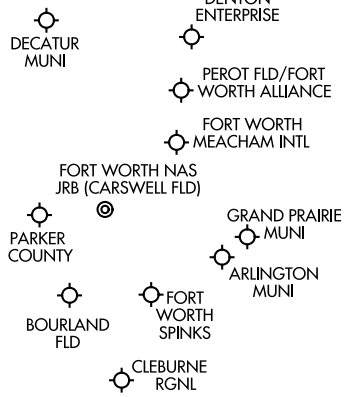 DENTON
ENTERPRISE
DECATUR
MUNI
PEROT FLD/FORT
WORTH ALLIANCE
FORT WORTH
MEACHAM INTL
FORT WORTH NAS
JRB (CARSWELL FLD)
GRAND PRAIRIE
MUNI
PARKER
COUNTY
ARLINGTON
MUNI
BOURLAND
FLD
FORT
WORTH
SPINKS
CLEBURNE
RGNL